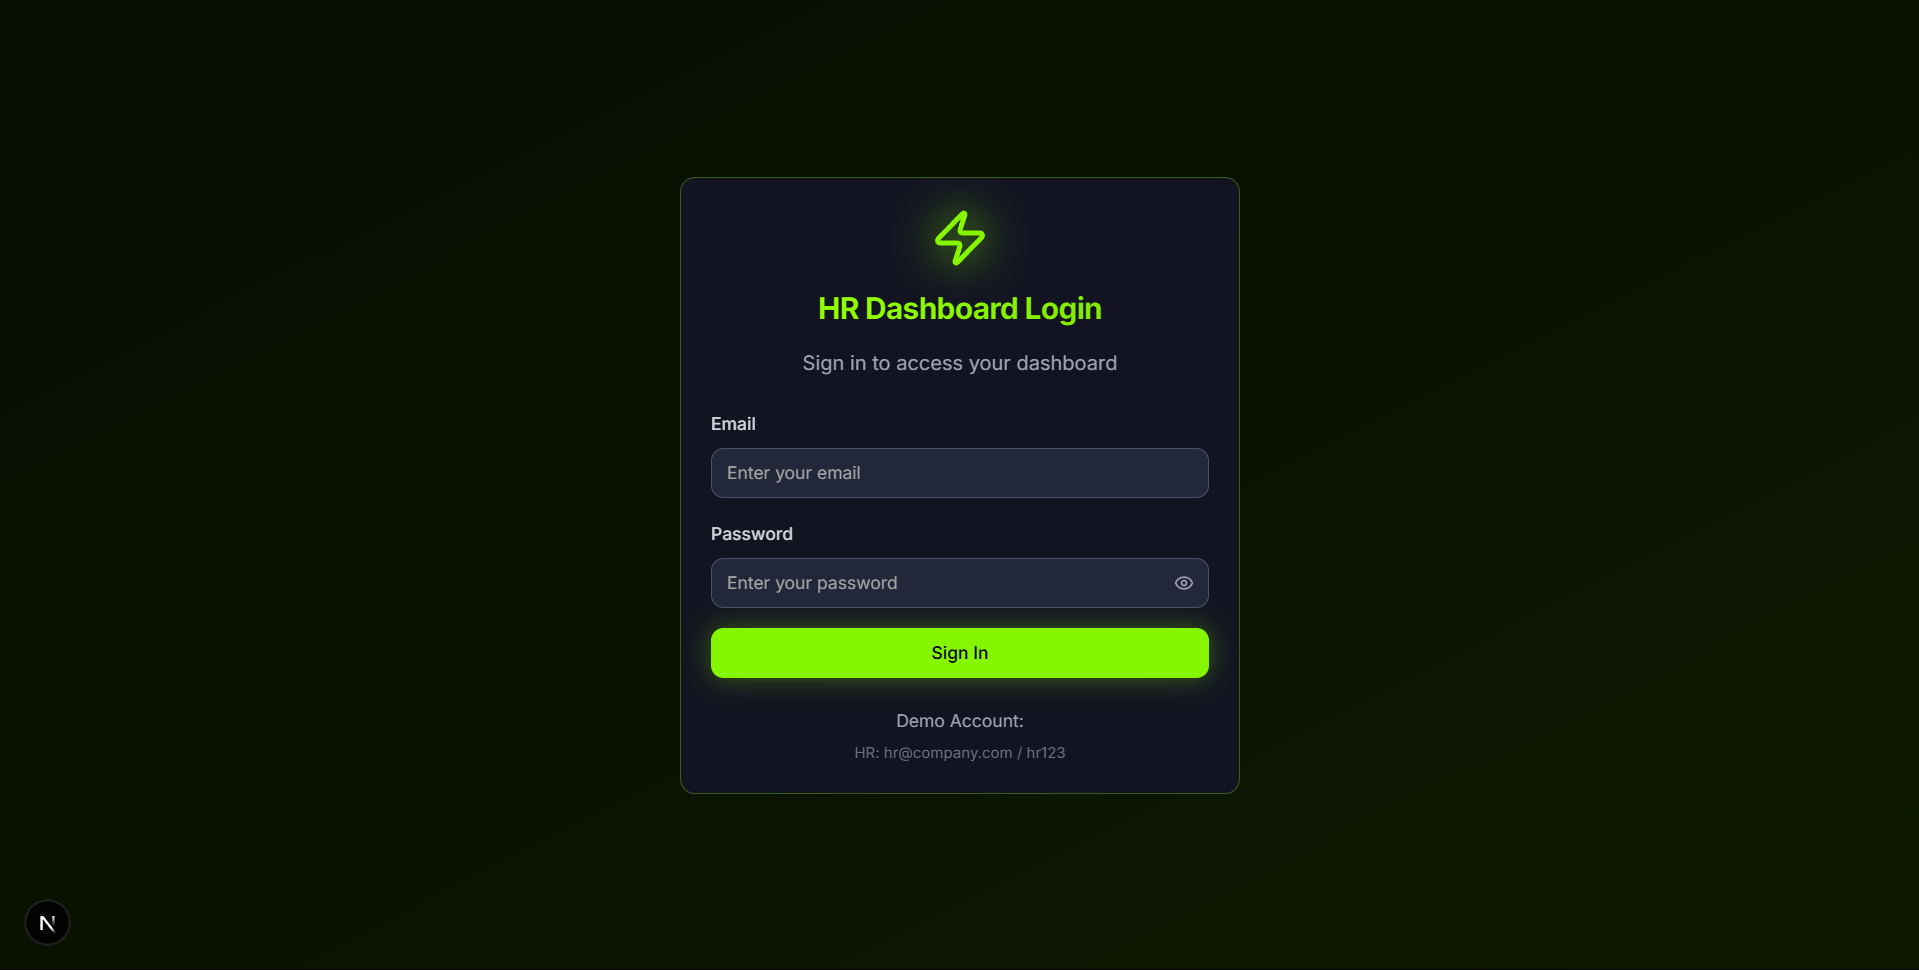 HR Dashboard Login
Sign in to access your dashboard
Email
Enter your email
Password
Enter your password
Sign In
Demo Account:
HR: hr@company.com / hr123
N